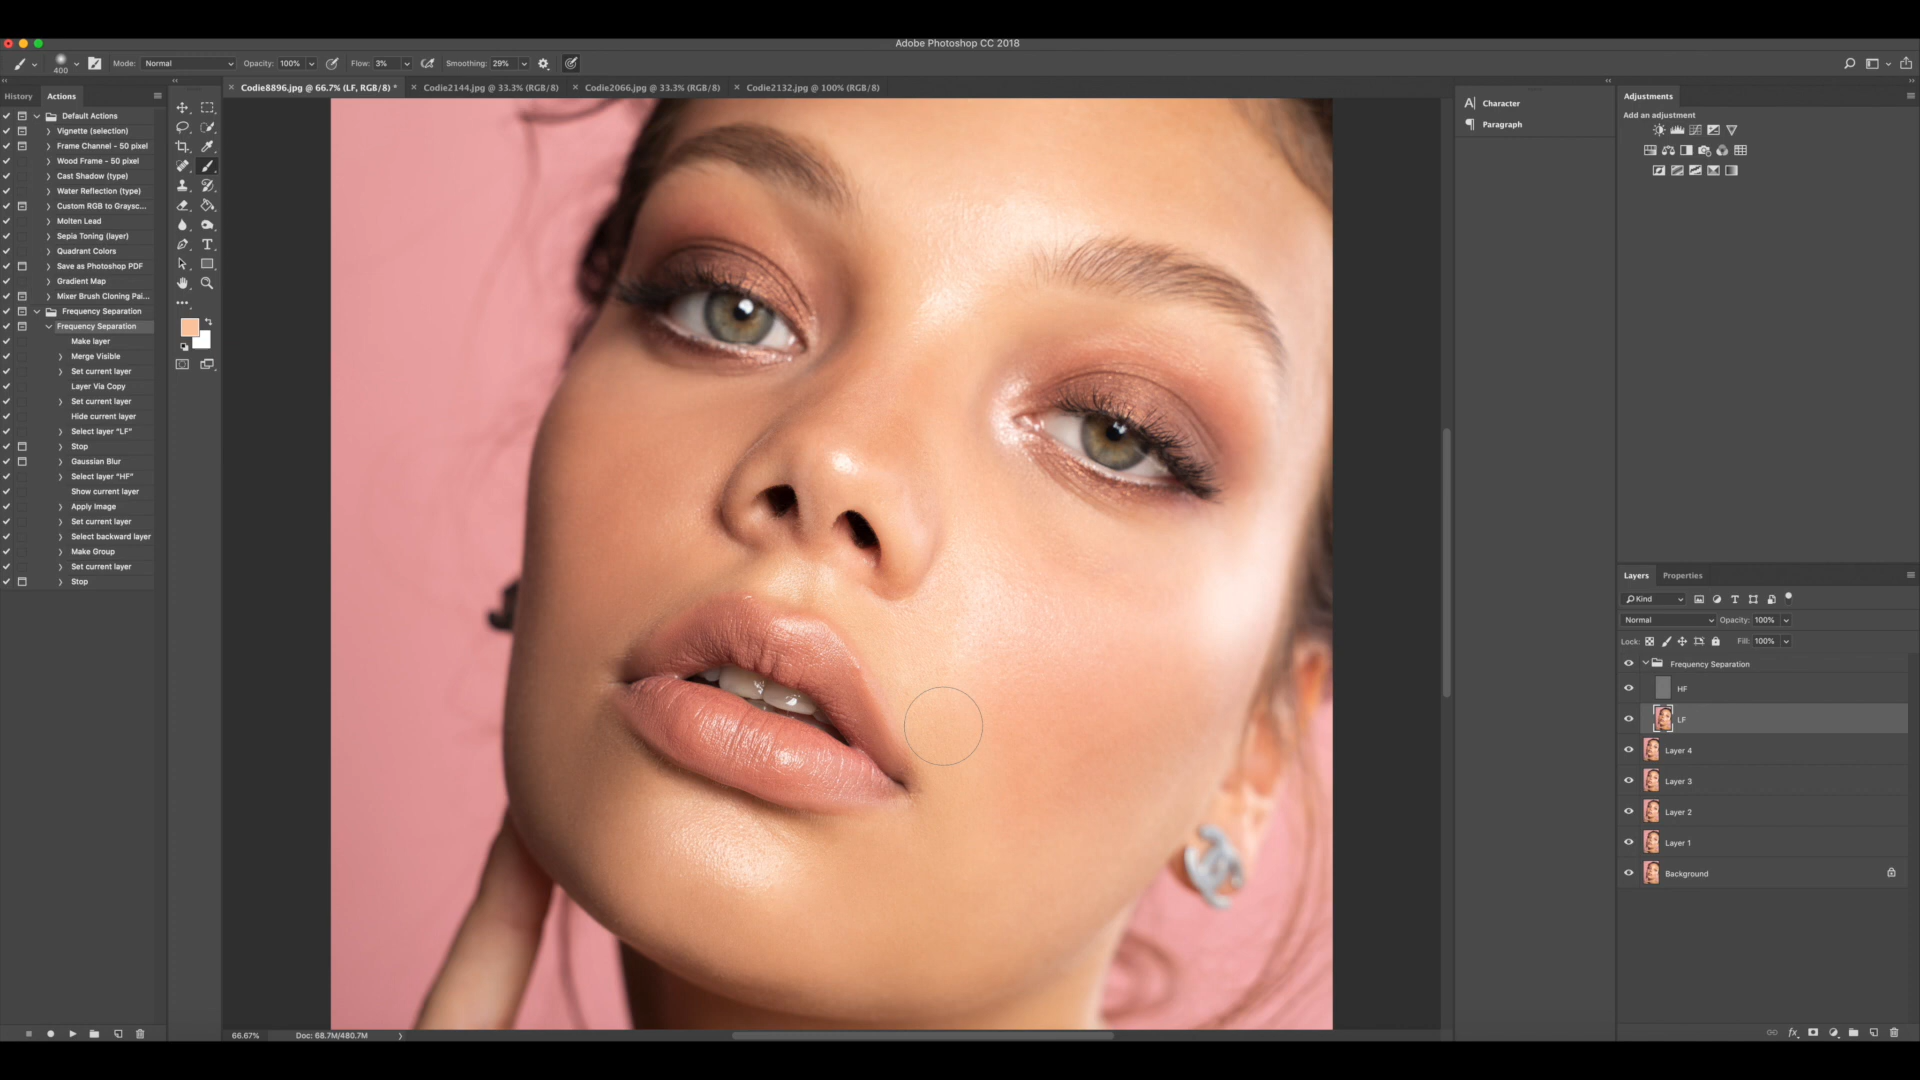 Adobe Photoshop CC 2018
400
Mode: Normal
Opacity: 100%
Flow: 3%
Smoothing: 29%
Codie8896.jpg @ 66.7% (LF, RGB/8) *
Codie2144.jpg @ 33.3% (RGB/8)
Codie2066.jpg @ 33.3% (RGB/8)
Codie2132.jpg @ 100% (RGB/8)
History
Actions
Default Actions
Vignette (selection)
Frame Channel - 50 pixel
Wood Frame - 50 pixel
Cast Shadow (type)
Water Reflection (type)
Custom RGB to Graysc...
Molten Lead
Sepia Toning (layer)
Quadrant Colors
Save as Photoshop PDF
Gradient Map
Mixer Brush Cloning Pai...
Frequency Separation
Frequency Separation
Make layer
Merge Visible
Set current layer
Layer Via Copy
Set current layer
Hide current layer
Select layer “LF”
Stop
Gaussian Blur
Select layer “HF”
Show current layer
Apply Image
Set current layer
Select backward layer
Make Group
Set current layer
Stop
66.67%
Doc: 68.7M/480.7M
Character
Paragraph
Adjustments
Add an adjustment
Layers
Properties
Kind
Normal
Opacity: 100%
Lock:
Fill: 100%
Frequency Separation
HF
LF
Layer 4
Layer 3
Layer 2
Layer 1
Background